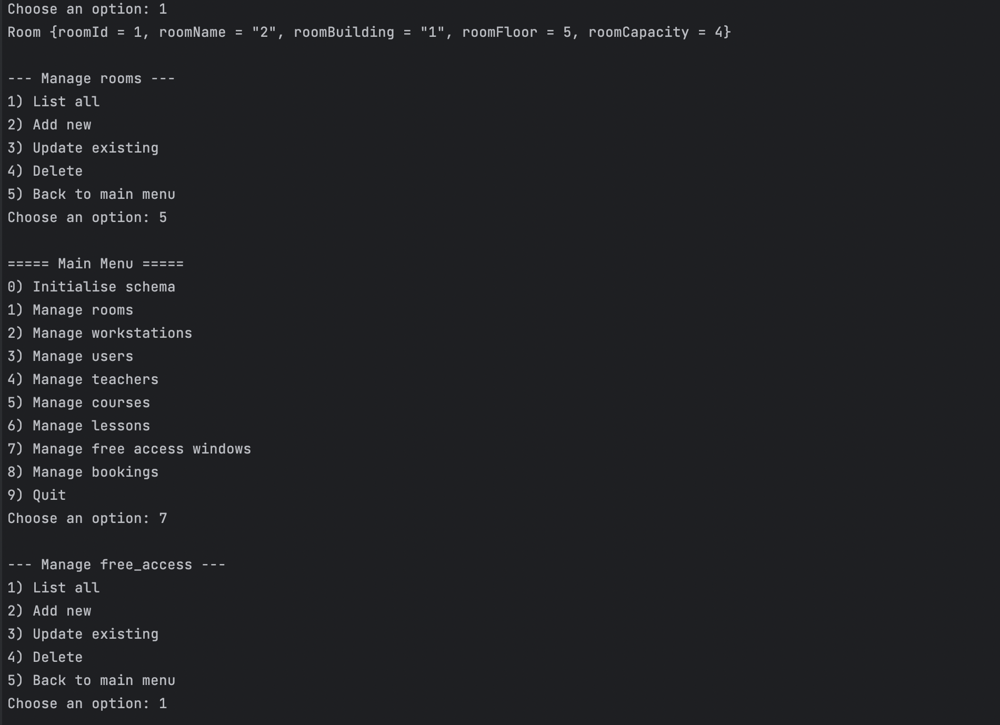 Choose an option: 1
Room {roomId = 1, roomName = "2", roomBuilding = "1", roomFloor = 5, roomCapacity = 4}
--- Manage rooms ---
1) List all
2) Add new
3) Update existing
4) Delete
5) Back to main menu
Choose an option: 5
===== Main Menu =====
0) Initialise schema
1) Manage rooms
2) Manage workstations
3) Manage users
4) Manage teachers
5) Manage courses
6) Manage lessons
7) Manage free access windows
8) Manage bookings
9) Quit
Choose an option: 7
--- Manage free_access ---
1) List all
2) Add new
3) Update existing
4) Delete
5) Back to main menu
Choose an option: 1